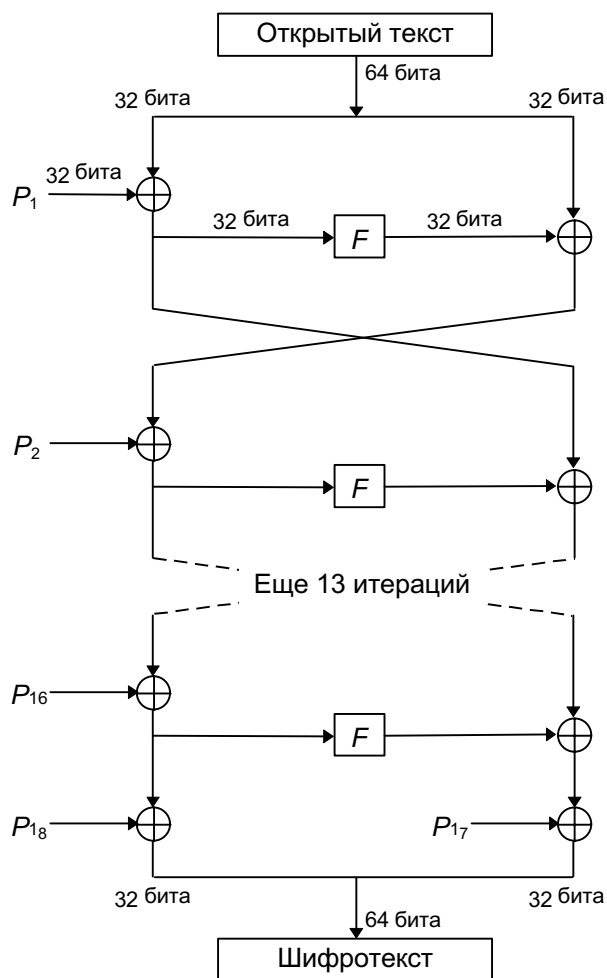 Открытый текст
64 бита
32 бита
32 бита
P1
32 бита
32 бита
F
32 бита
P2
F
Еще 13 итераций
P16
F
P18
P17
32 бита
64 бита
32 бита
Шифротекст